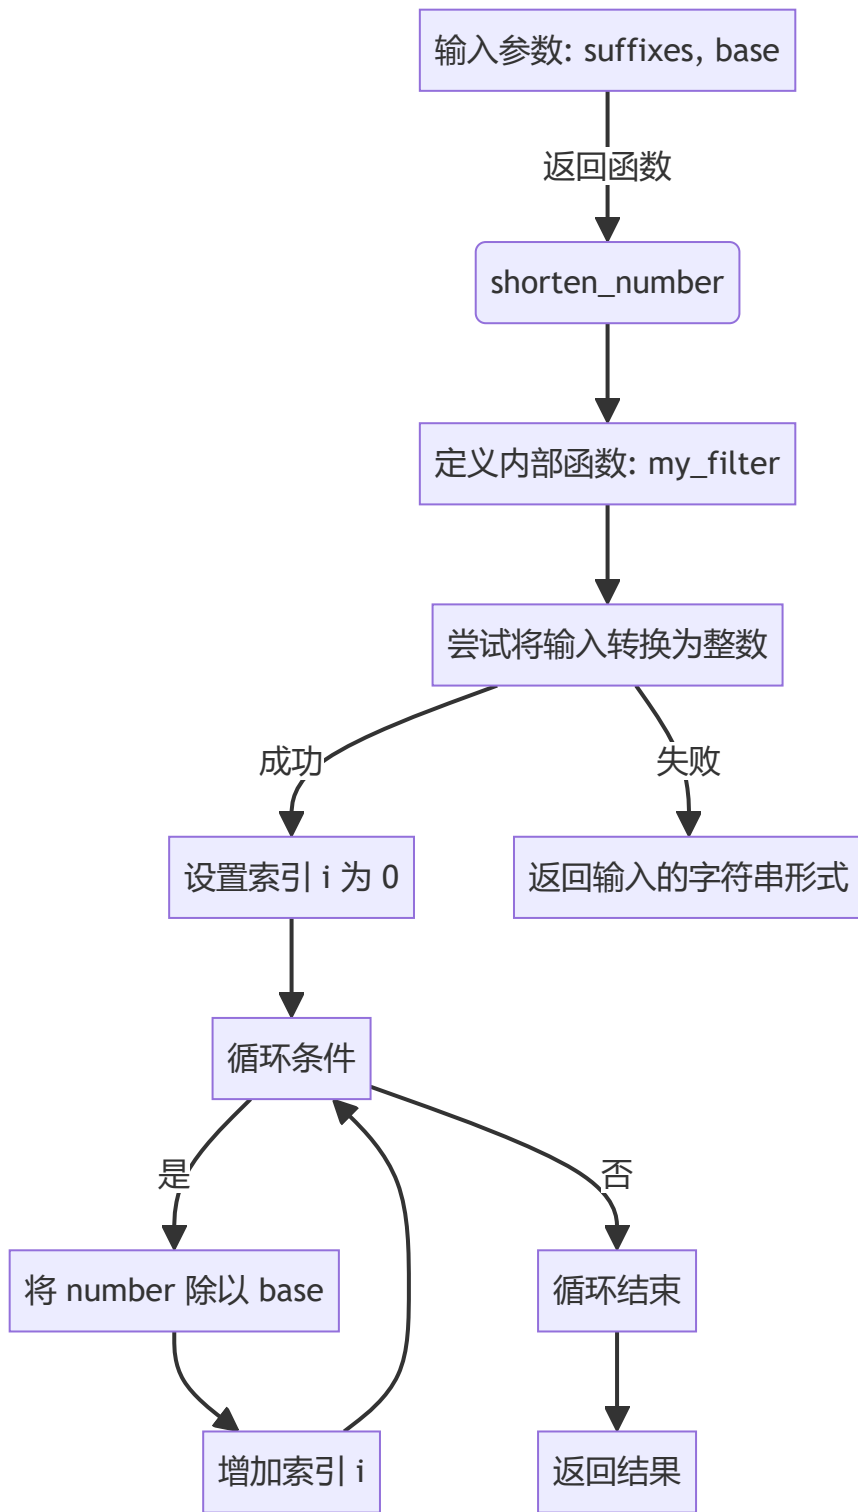 输入参数: suffixes, base
返回函数
shorten_number
定义内部函数: my_filter
尝试将输入转换为整数
成功
失败
设置索引 i 为 0
返回输入的字符串形式
循环条件
是
否
将 number 除以 base
循环结束
增加索引 i
返回结果